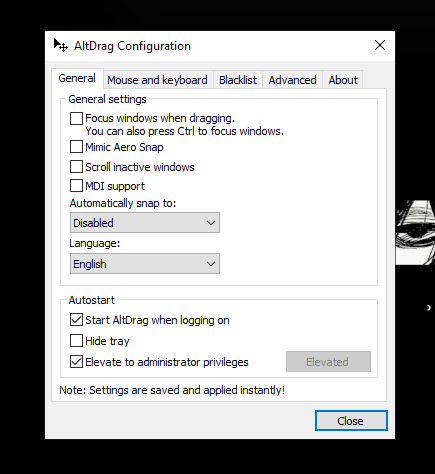 AltDrag Configuration
General Mouse and keyboard Blacklist Advanced About
General settings
Focus windows when dragging.
You can also press Ctrl to focus windows.
Mimic Aero Snap
Scroll inactive windows
MDI support
Automatically snap to:
Disabled
Language:
English
Autostart
Start AltDrag when logging on
Hide tray
Elevate to administrator privileges Elevated
Note: Settings are saved and applied instantly!
Close